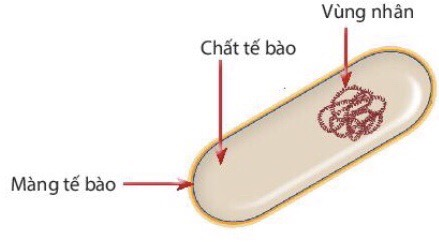 Vùng nhân
Chất tế bào
Màng tế bào